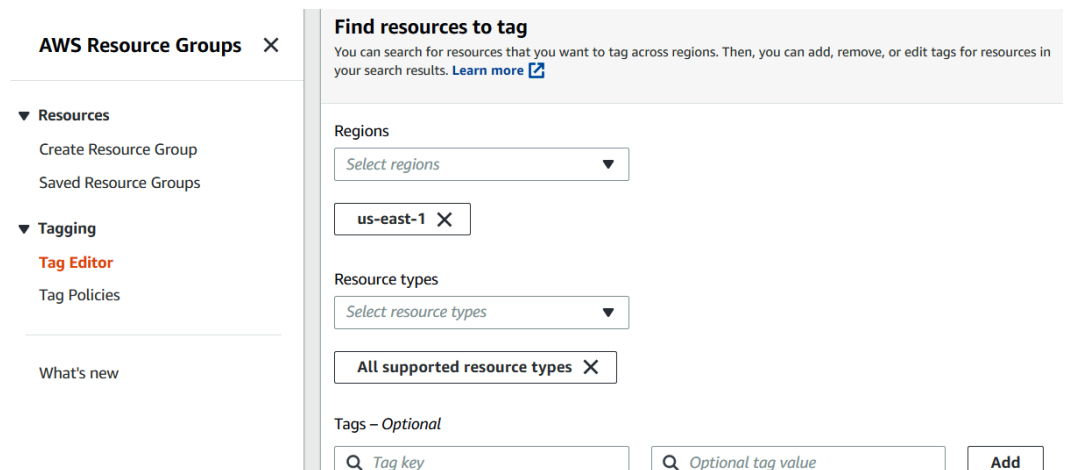 AWS Resource Groups
Resources
Create Resource Group
Saved Resource Groups
Tagging
Tag Editor
Tag Policies
What's new
Find resources to tag
You can search for resources that you want to tag across regions. Then, you can add, remove, or edit tags for resources in
your search results. Learn more
Regions
Select regions
us-east-1
Resource types
Select resource types
All supported resource types
Tags – Optional
Tag key
Optional tag value
Add